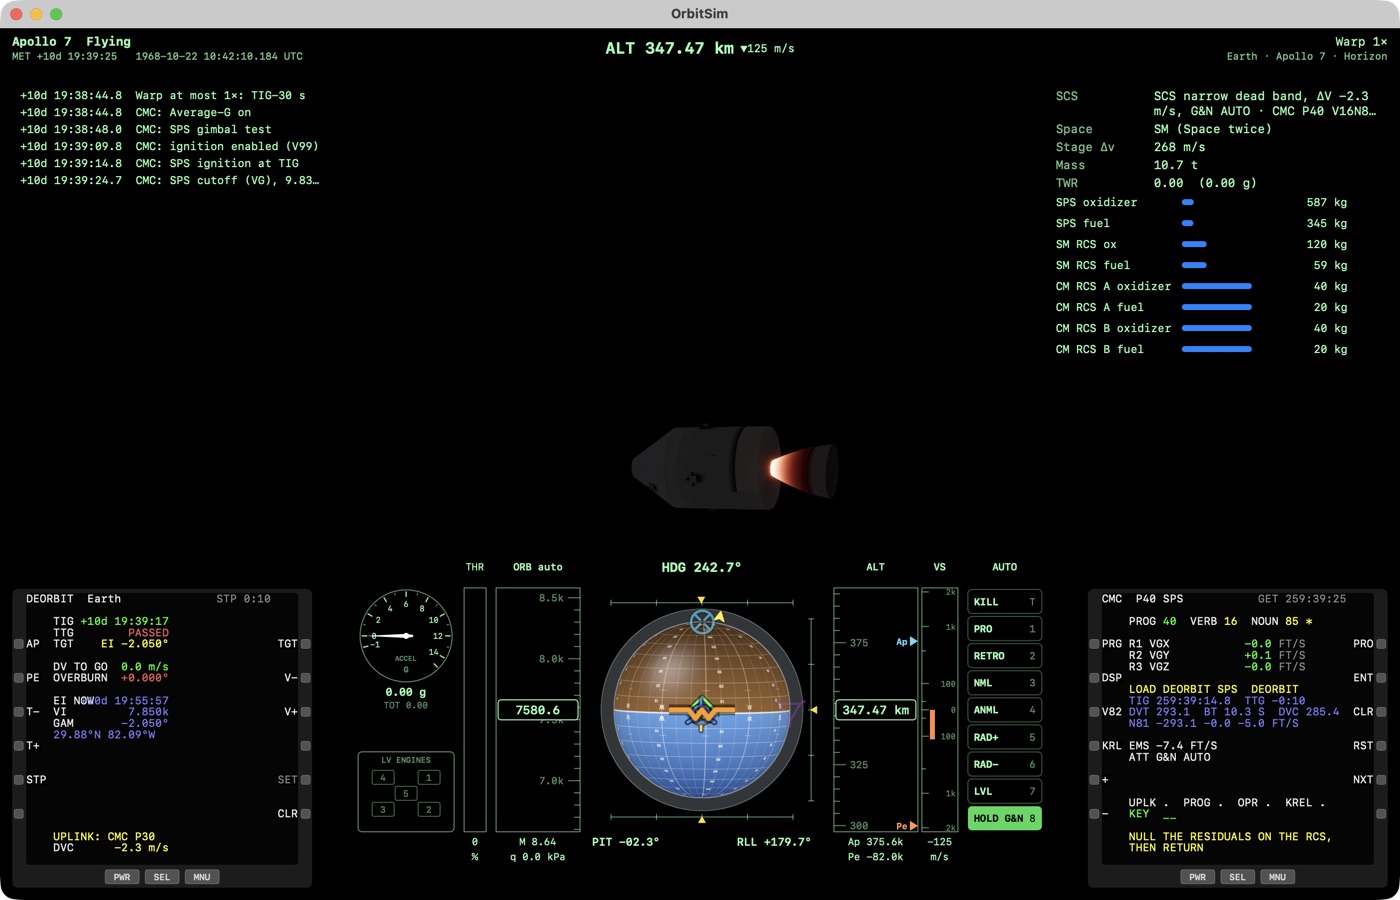 OrbitSim
Apollo 7 Flying
MET +10d 19:39:25 1968-10-22 10:42:10.184 UTC
ALT 347.47 km ▼125 m/s
Warp 1×
Earth · Apollo 7 · Horizon
+10d 19:38:44.8 Warp at most 1×: TIG−30 s
+10d 19:38:44.8 CMC: Average-G on
+10d 19:38:48.0 CMC: SPS gimbal test
+10d 19:39:09.8 CMC: ignition enabled (V99)
+10d 19:39:14.8 CMC: SPS ignition at TIG
+10d 19:39:24.7 CMC: SPS cutoff (VG), 9.83…
SCS SCS narrow dead band, ΔV −2.3
m/s, G&N AUTO · CMC P40 V16N8…
Space SM (Space twice)
Stage Δv 268 m/s
Mass 10.7 t
TWR 0.00 (0.00 g)
SPS oxidizer 587 kg
SPS fuel 345 kg
SM RCS ox 120 kg
SM RCS fuel 59 kg
CM RCS A oxidizer 40 kg
CM RCS A fuel 20 kg
CM RCS B oxidizer 40 kg
CM RCS B fuel 20 kg
DEORBIT Earth STP 0:10
TIG +10d 19:39:17
TTG PASSED
AP TGT EI −2.050° TGT
DV TO GO 0.0 m/s
PE OVERBURN +0.000° V−
EI NOW 0d 19:55:57
T− VI 7.850k V+
GAM −2.050°
29.88°N 82.09°W
T+
STP SET
CLR
UPLINK: CMC P30
DVC −2.3 m/s
PWR SEL MNU
0 2 4 6 8 10 12 14 −1
ACCEL
G
0.00 g
TOT 0.00
LV ENGINES
4 1
5
3 2
THR
0
%
ORB auto
8.5k
8.0k
7580.6
7.5k
7.0k
M 8.64
q 0.0 kPa
HDG 242.7°
PIT −02.3° RLL +179.7°
ALT
375
Ap
347.47 km
325
300
Pe
Ap 375.6k
Pe −82.0k
VS
2k
1k
100
0
100
1k
2k
−125
m/s
AUTO
KILL T
PRO 1
RETRO 2
NML 3
ANML 4
RAD+ 5
RAD− 6
LVL 7
HOLD G&N 8
CMC P40 SPS GET 259:39:25
PROG 40 VERB 16 NOUN 85 *
PRG R1 VGX −0.0 FT/S PRO
R2 VGY +0.1 FT/S
R3 VGZ −0.0 FT/S
DSP ENT
LOAD DEORBIT SPS DEORBIT
TIG 259:39:14.8 TTG −0:10
V82 DVT 293.1 BT 10.3 S DVC 285.4 CLR
N81 −293.1 −0.0 −5.0 FT/S
KRL EMS −7.4 FT/S RST
ATT G&N AUTO
+ NXT
UPLK . PROG . OPR . KREL .
− KEY __
NULL THE RESIDUALS ON THE RCS,
THEN RETURN
PWR SEL MNU